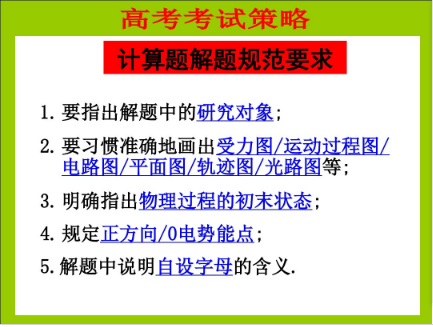 高考考试策略
计算题解题规范要求
1. 要指出解题中的研究对象;
2. 要习惯准确地画出受力图/运动过程图/
电路图/平面图/轨迹图/光路图等;
3. 明确指出物理过程的初末状态;
4. 规定正方向/0电势能点;
5. 解题中说明自设字母的含义.